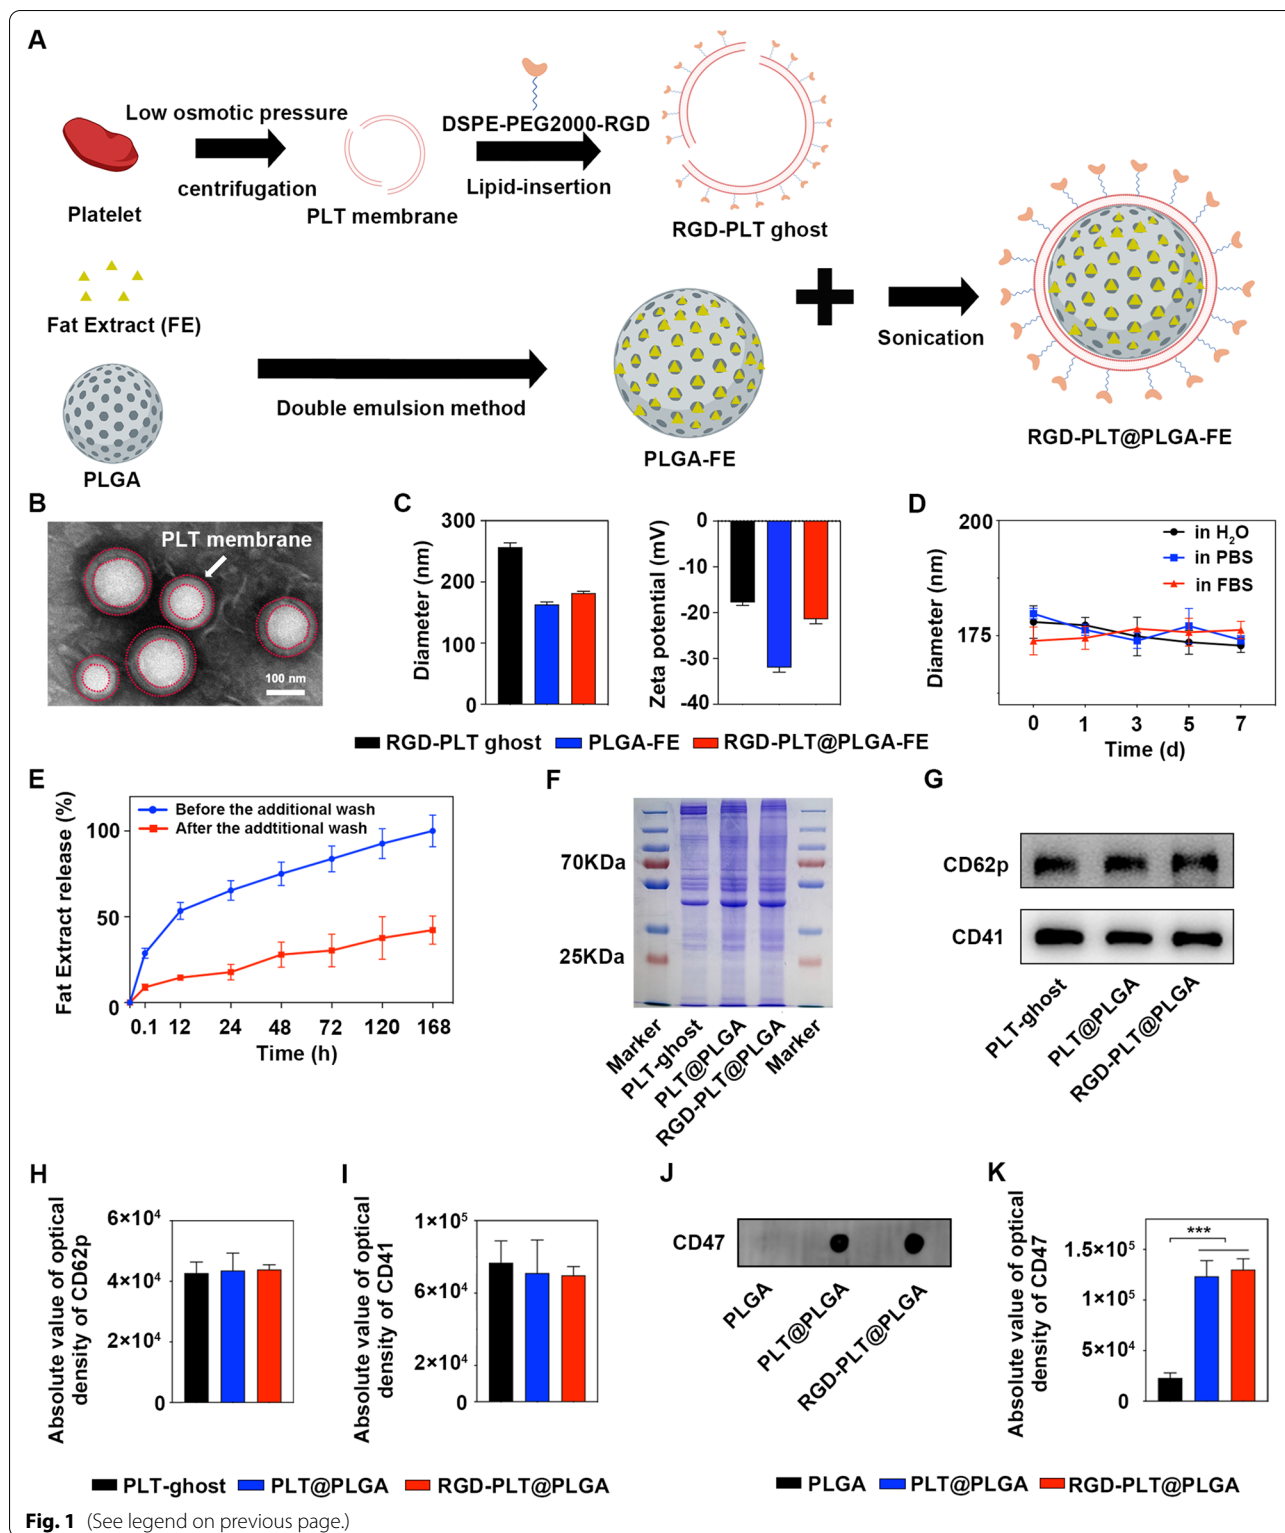 A
Low osmotic pressure
centrifugation
Platelet
PLT membrane
DSPE-PEG2000-RGD
Lipid-insertion
RGD-PLT ghost
Fat Extract (FE)
PLGA
Double emulsion method
PLGA-FE
Sonication
RGD-PLT@PLGA-FE
B
PLT membrane
100 nm
C
Diameter (nm)
300
200
100
0
Zeta potential (mV)
0
-10
-20
-30
-40
RGD-PLT ghost
PLGA-FE
RGD-PLT@PLGA-FE
D
Diameter (nm)
200
175
150
in H₂O
in PBS
in FBS
0 1 3 5 7
Time (d)
E
Fat Extract release (%)
100
50
0
Before the additional wash
After the addtitional wash
0.1 12 24 48 72 120 168
Time (h)
F
70KDa
25KDa
Marker
PLT-ghost
PLT@PLGA
RGD-PLT@PLGA
Marker
G
CD62p
CD41
PLT-ghost
PLT@PLGA
RGD-PLT@PLGA
H
Absolute value of optical
density of CD62p
6×10⁴
4×10⁴
2×10⁴
0
I
Absolute value of optical
density of CD41
1×10⁵
6×10⁴
2×10⁴
0
PLT-ghost
PLT@PLGA
RGD-PLT@PLGA
J
CD47
PLGA
PLT@PLGA
RGD-PLT@PLGA
K
Absolute value of optical
density of CD47
1.5×10⁵
1×10⁵
5×10⁴
0
***
PLGA
PLT@PLGA
RGD-PLT@PLGA
Fig. 1 (See legend on previous page.)